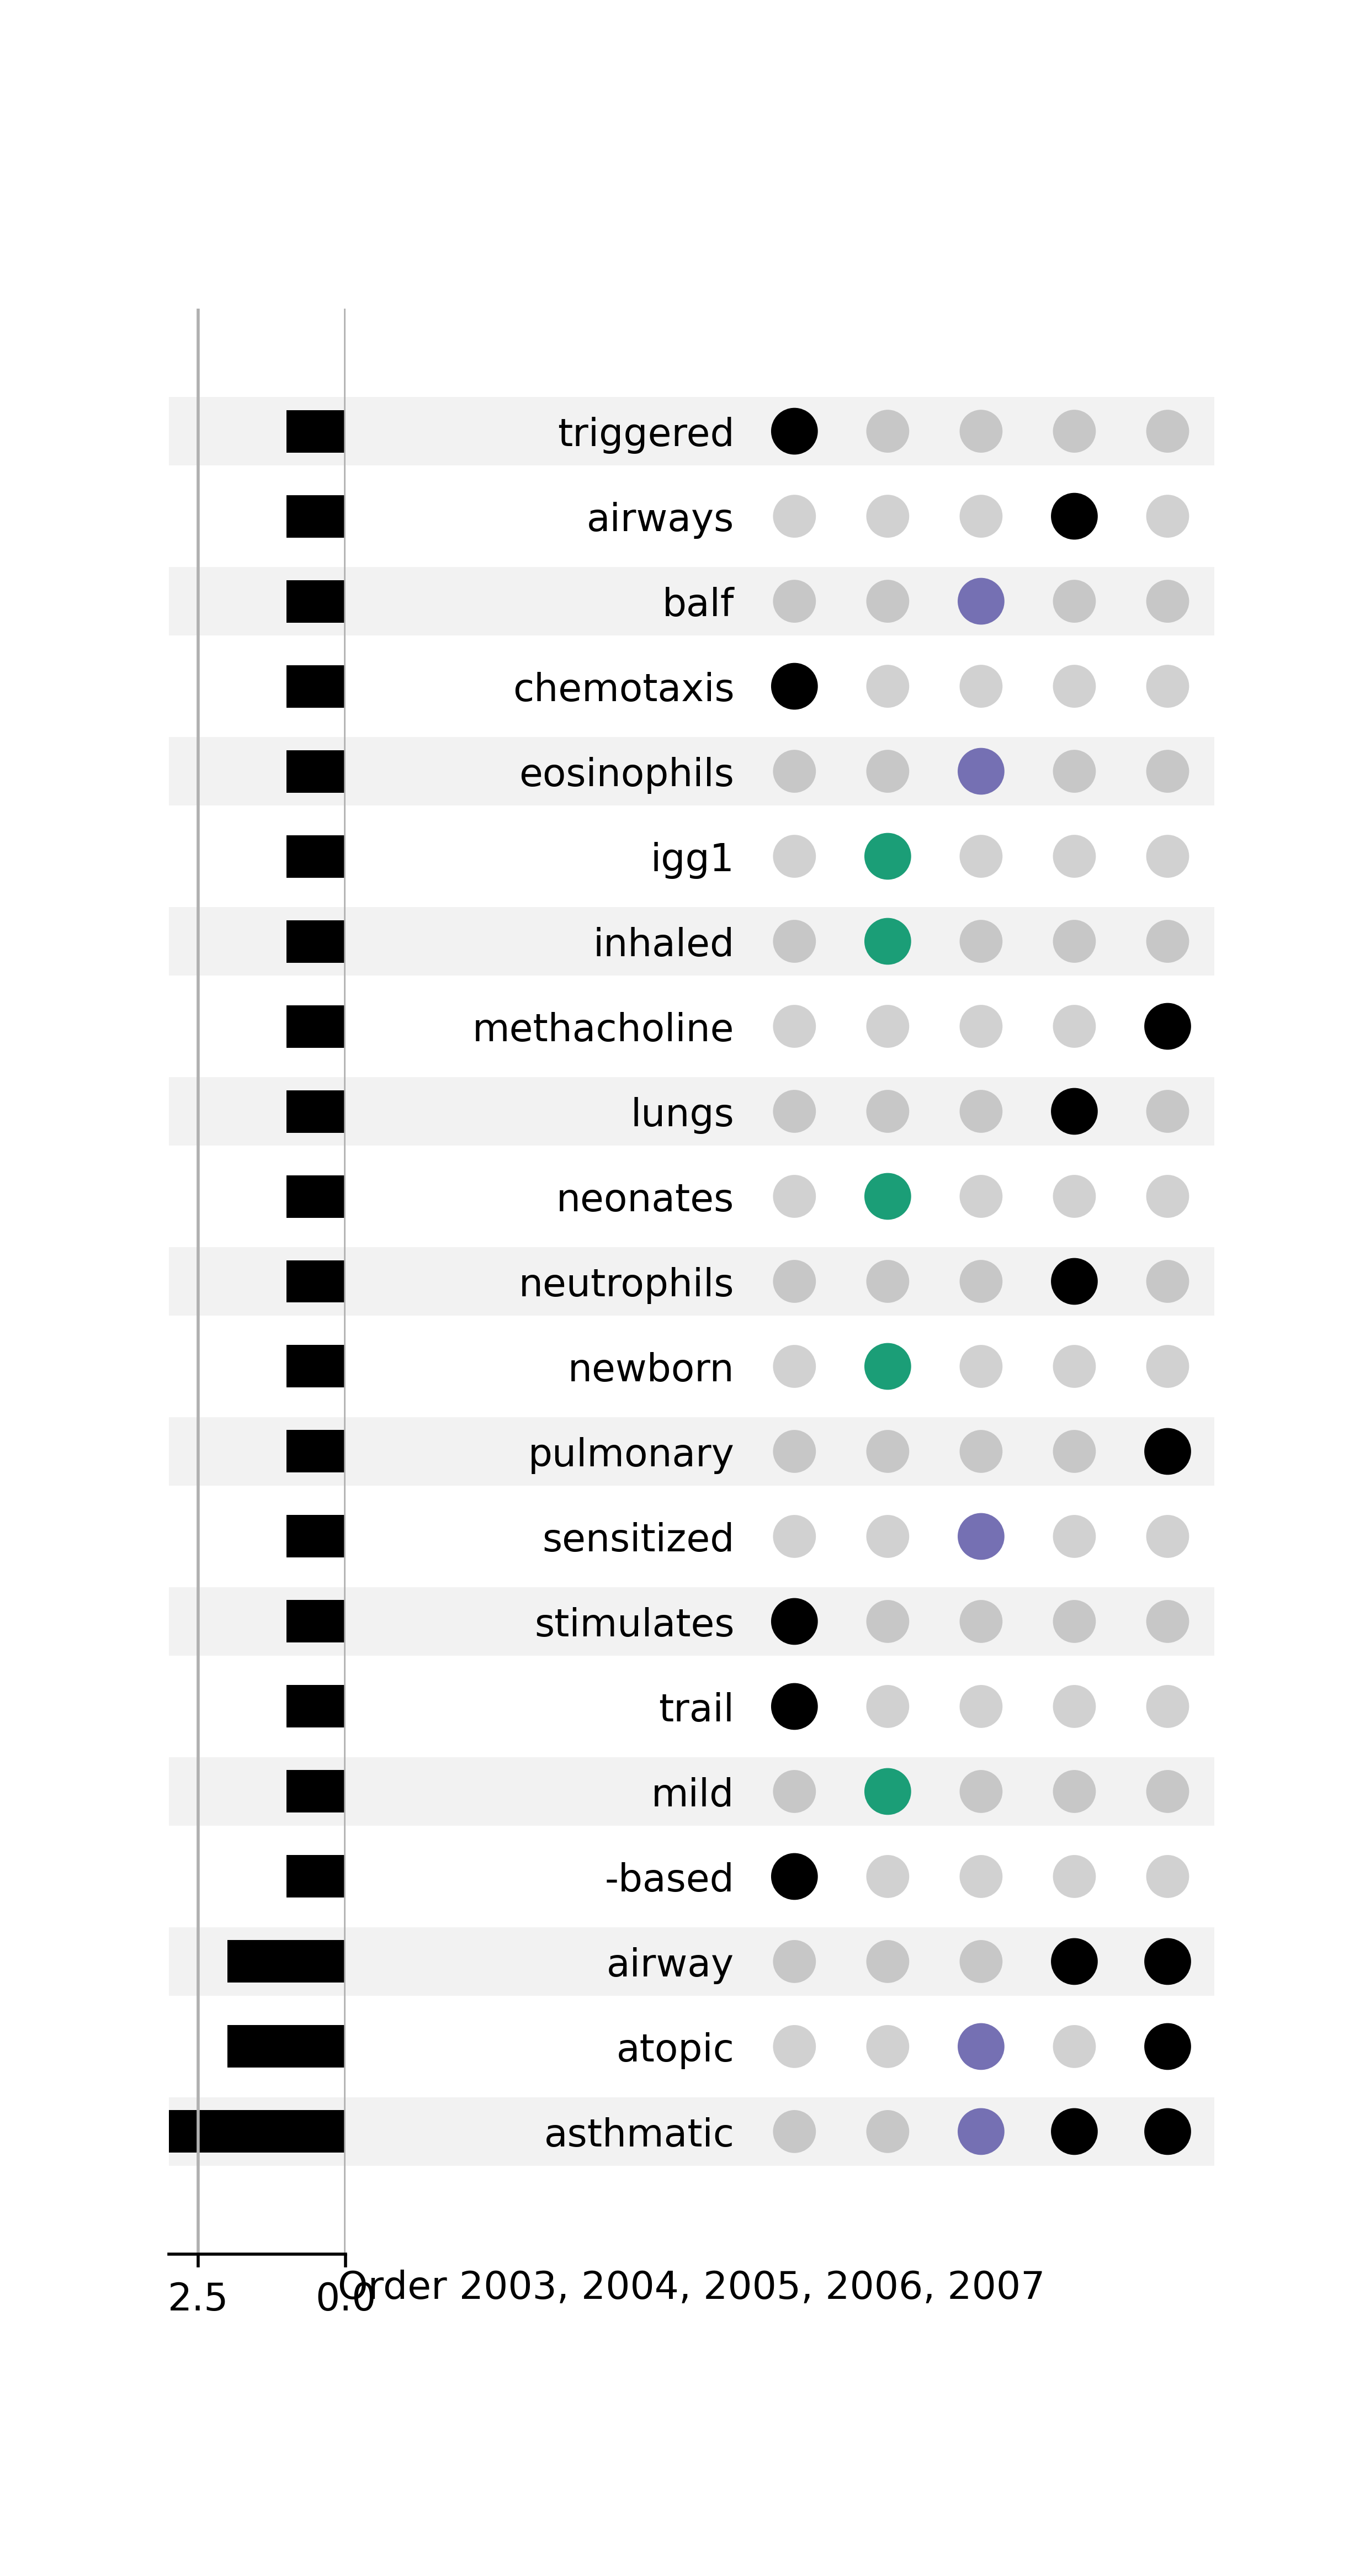 triggered
airways
balf
chemotaxis
eosinophils
igg1
inhaled
methacholine
lungs
neonates
neutrophils
newborn
pulmonary
sensitized
stimulates
trail
mild
-based
airway
atopic
asthmatic
2.5 0.0
Order 2003, 2004, 2005, 2006, 2007